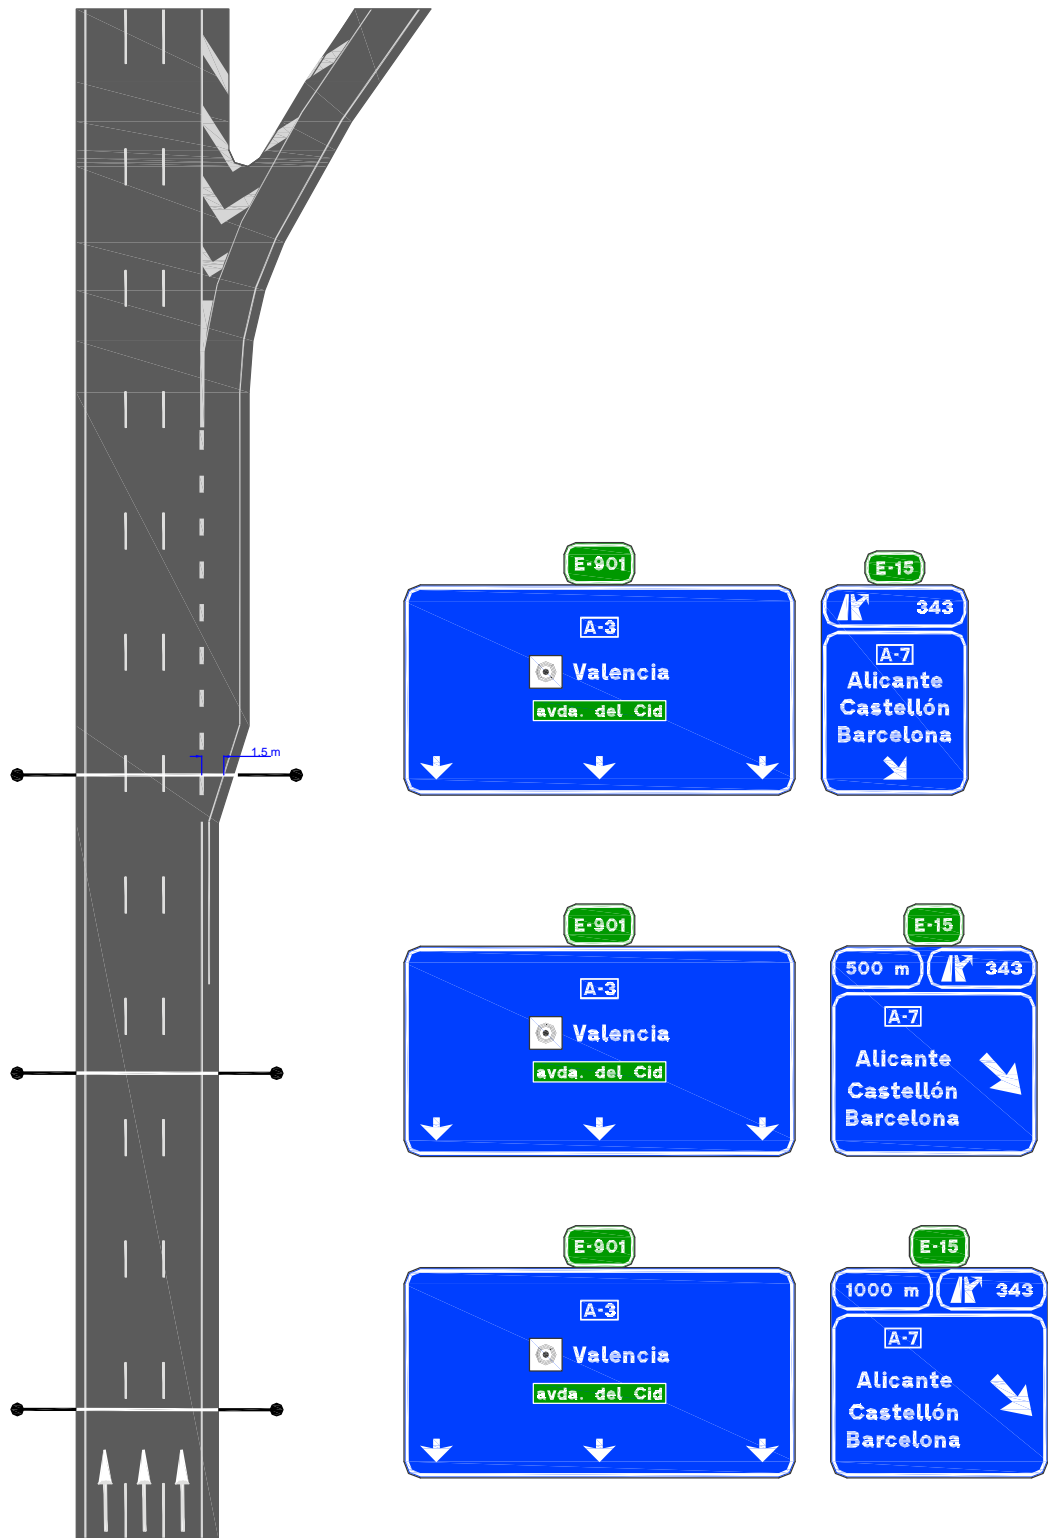 E-901
A-3
Valencia
avda. del Cid
E-15
343
A-7
Alicante
Castellón
Barcelona
1.5 m
E-901
A-3
Valencia
avda. del Cid
E-15
500 m 343
A-7
Alicante
Castellón
Barcelona
E-901
A-3
Valencia
avda. del Cid
E-15
1000 m 343
A-7
Alicante
Castellón
Barcelona